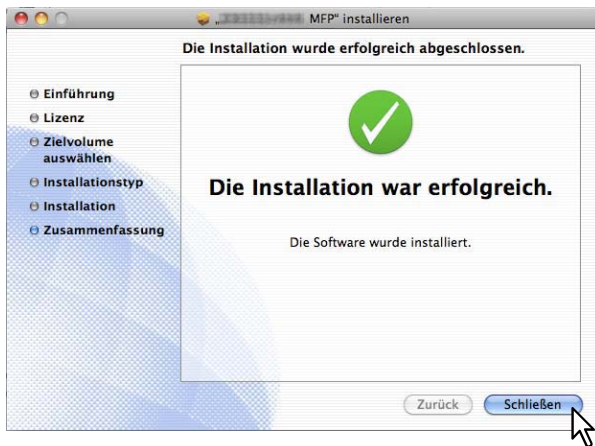 MFP“ installieren
Die Installation wurde erfolgreich abgeschlossen.
Einführung
Lizenz
Zielvolume
auswählen
Installationstyp
Installation
Zusammenfassung
Die Installation war erfolgreich.
Die Software wurde installiert.
Zurück
Schließen